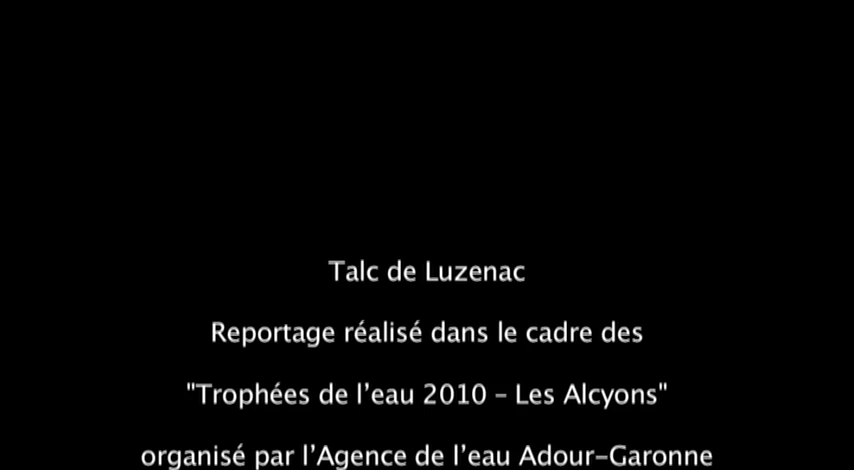 Talc de Luzenac
Reportage réalisé dans le cadre des
"Trophées de l’eau 2010 – Les Alcyons"
organisé par l’Agence de l’eau Adour–Garonne